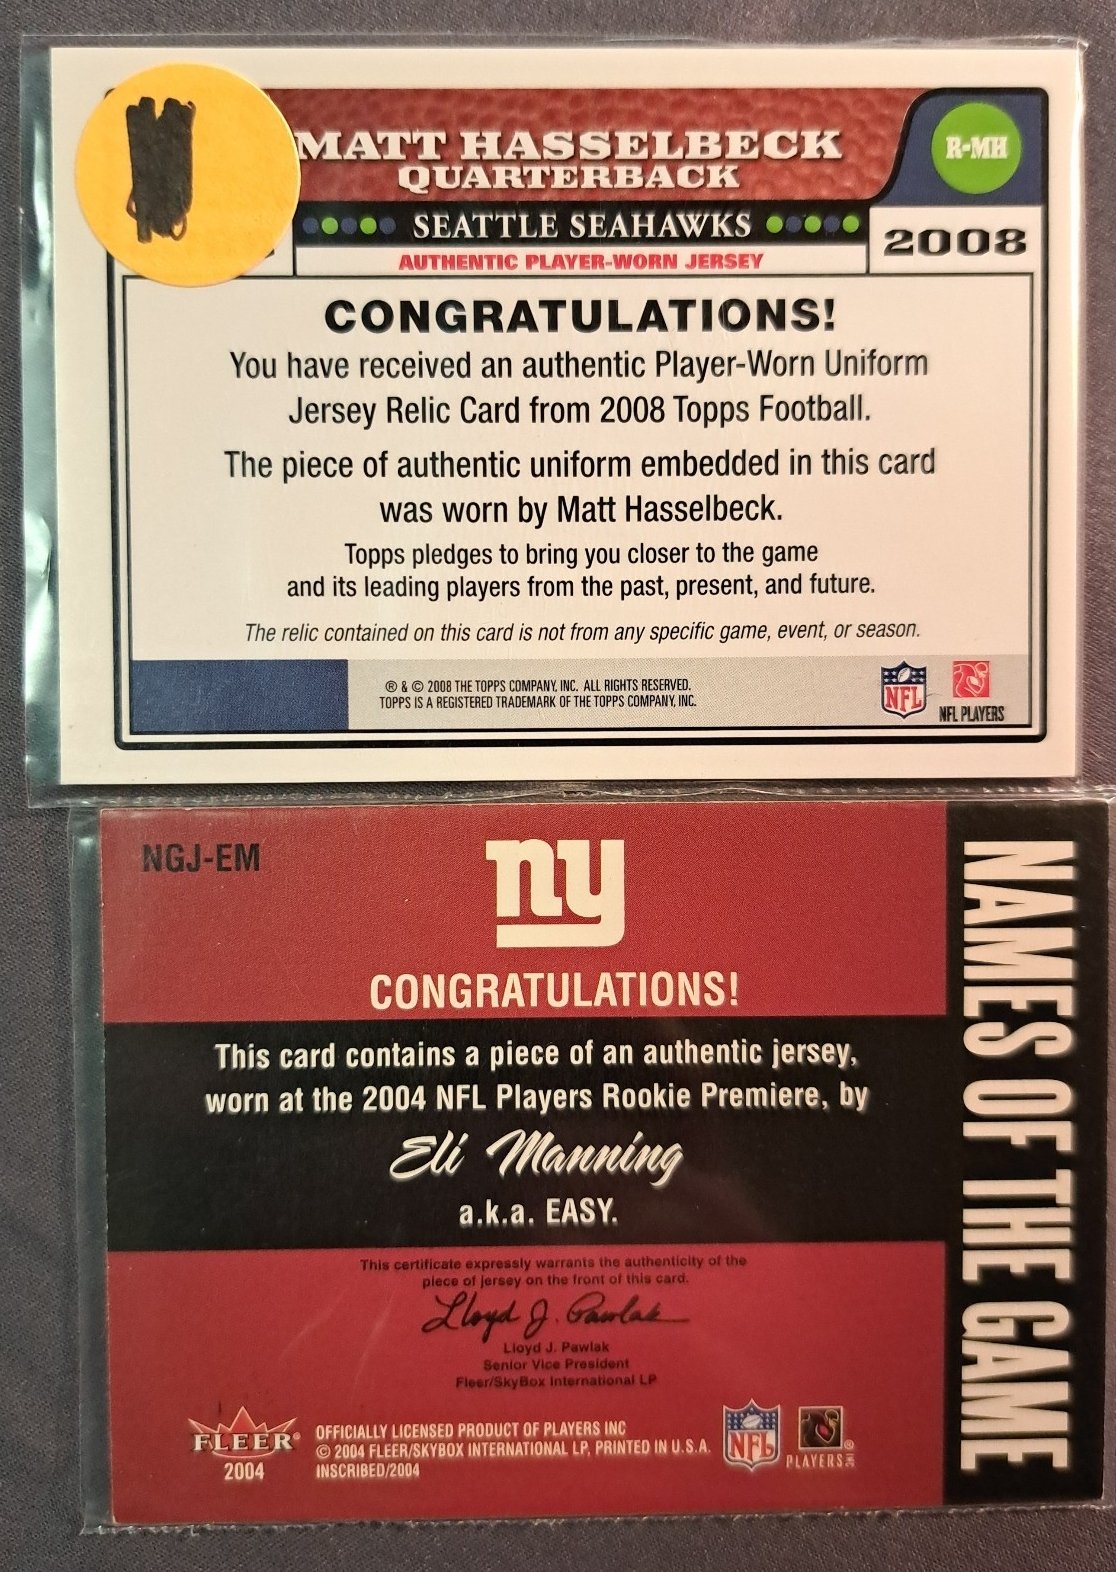 MATT HASSELBECK
QUARTERBACK
R-MH
SEATTLE SEAHAWKS
2008
AUTHENTIC PLAYER-WORN JERSEY
CONGRATULATIONS!
You have received an authentic Player-Worn Uniform
Jersey Relic Card from 2008 Topps Football.
The piece of authentic uniform embedded in this card
was worn by Matt Hasselbeck.
Topps pledges to bring you closer to the game
and its leading players from the past, present, and future.
The relic contained on this card is not from any specific game, event, or season.
® & © 2008 THE TOPPS COMPANY, INC. ALL RIGHTS RESERVED.
TOPPS IS A REGISTERED TRADEMARK OF THE TOPPS COMPANY, INC.
NFL
NFL PLAYERS
NGJ-EM
ny
CONGRATULATIONS!
This card contains a piece of an authentic jersey,
worn at the 2004 NFL Players Rookie Premiere, by
Eli Manning
a.k.a. EASY.
This certificate expressly warrants the authenticity of the
piece of jersey on the front of this card.
Lloyd J. Pawlak
Lloyd J. Pawlak
Senior Vice President
Fleer/SkyBox International LP
FLEER®
2004
OFFICIALLY LICENSED PRODUCT OF PLAYERS INC
© 2004 FLEER/SKYBOX INTERNATIONAL LP, PRINTED IN U.S.A.
INSCRIBED/2004
NFL
PLAYERS INC ®
NAMES OF THE GAME